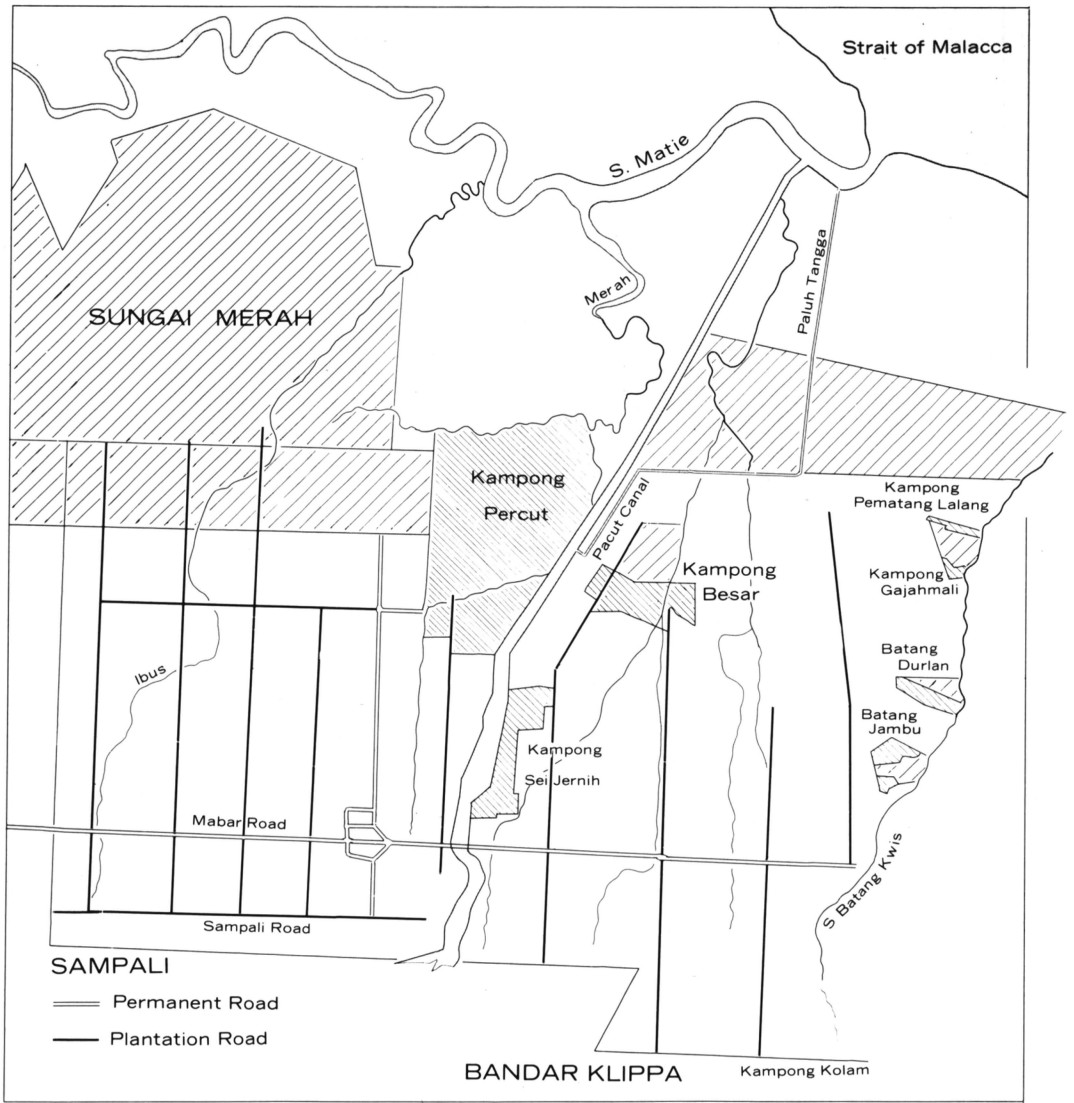 Strait of Malacca
S. Matie
Paluh Tangga
Merah
SUNGAI MERAH
Kampong
Percut
Pacut Canal
Kampong
Pematang Lalang
Kampong
Besar
Kampong
Gajahmali
Ibus
Batang
Durlan
Batang
Jambu
Kampong
Sei Jernih
Mabar Road
S Batang Kwis
Sampali Road
SAMPALI
Permanent Road
Plantation Road
BANDAR KLIPPA
Kampong Kolam